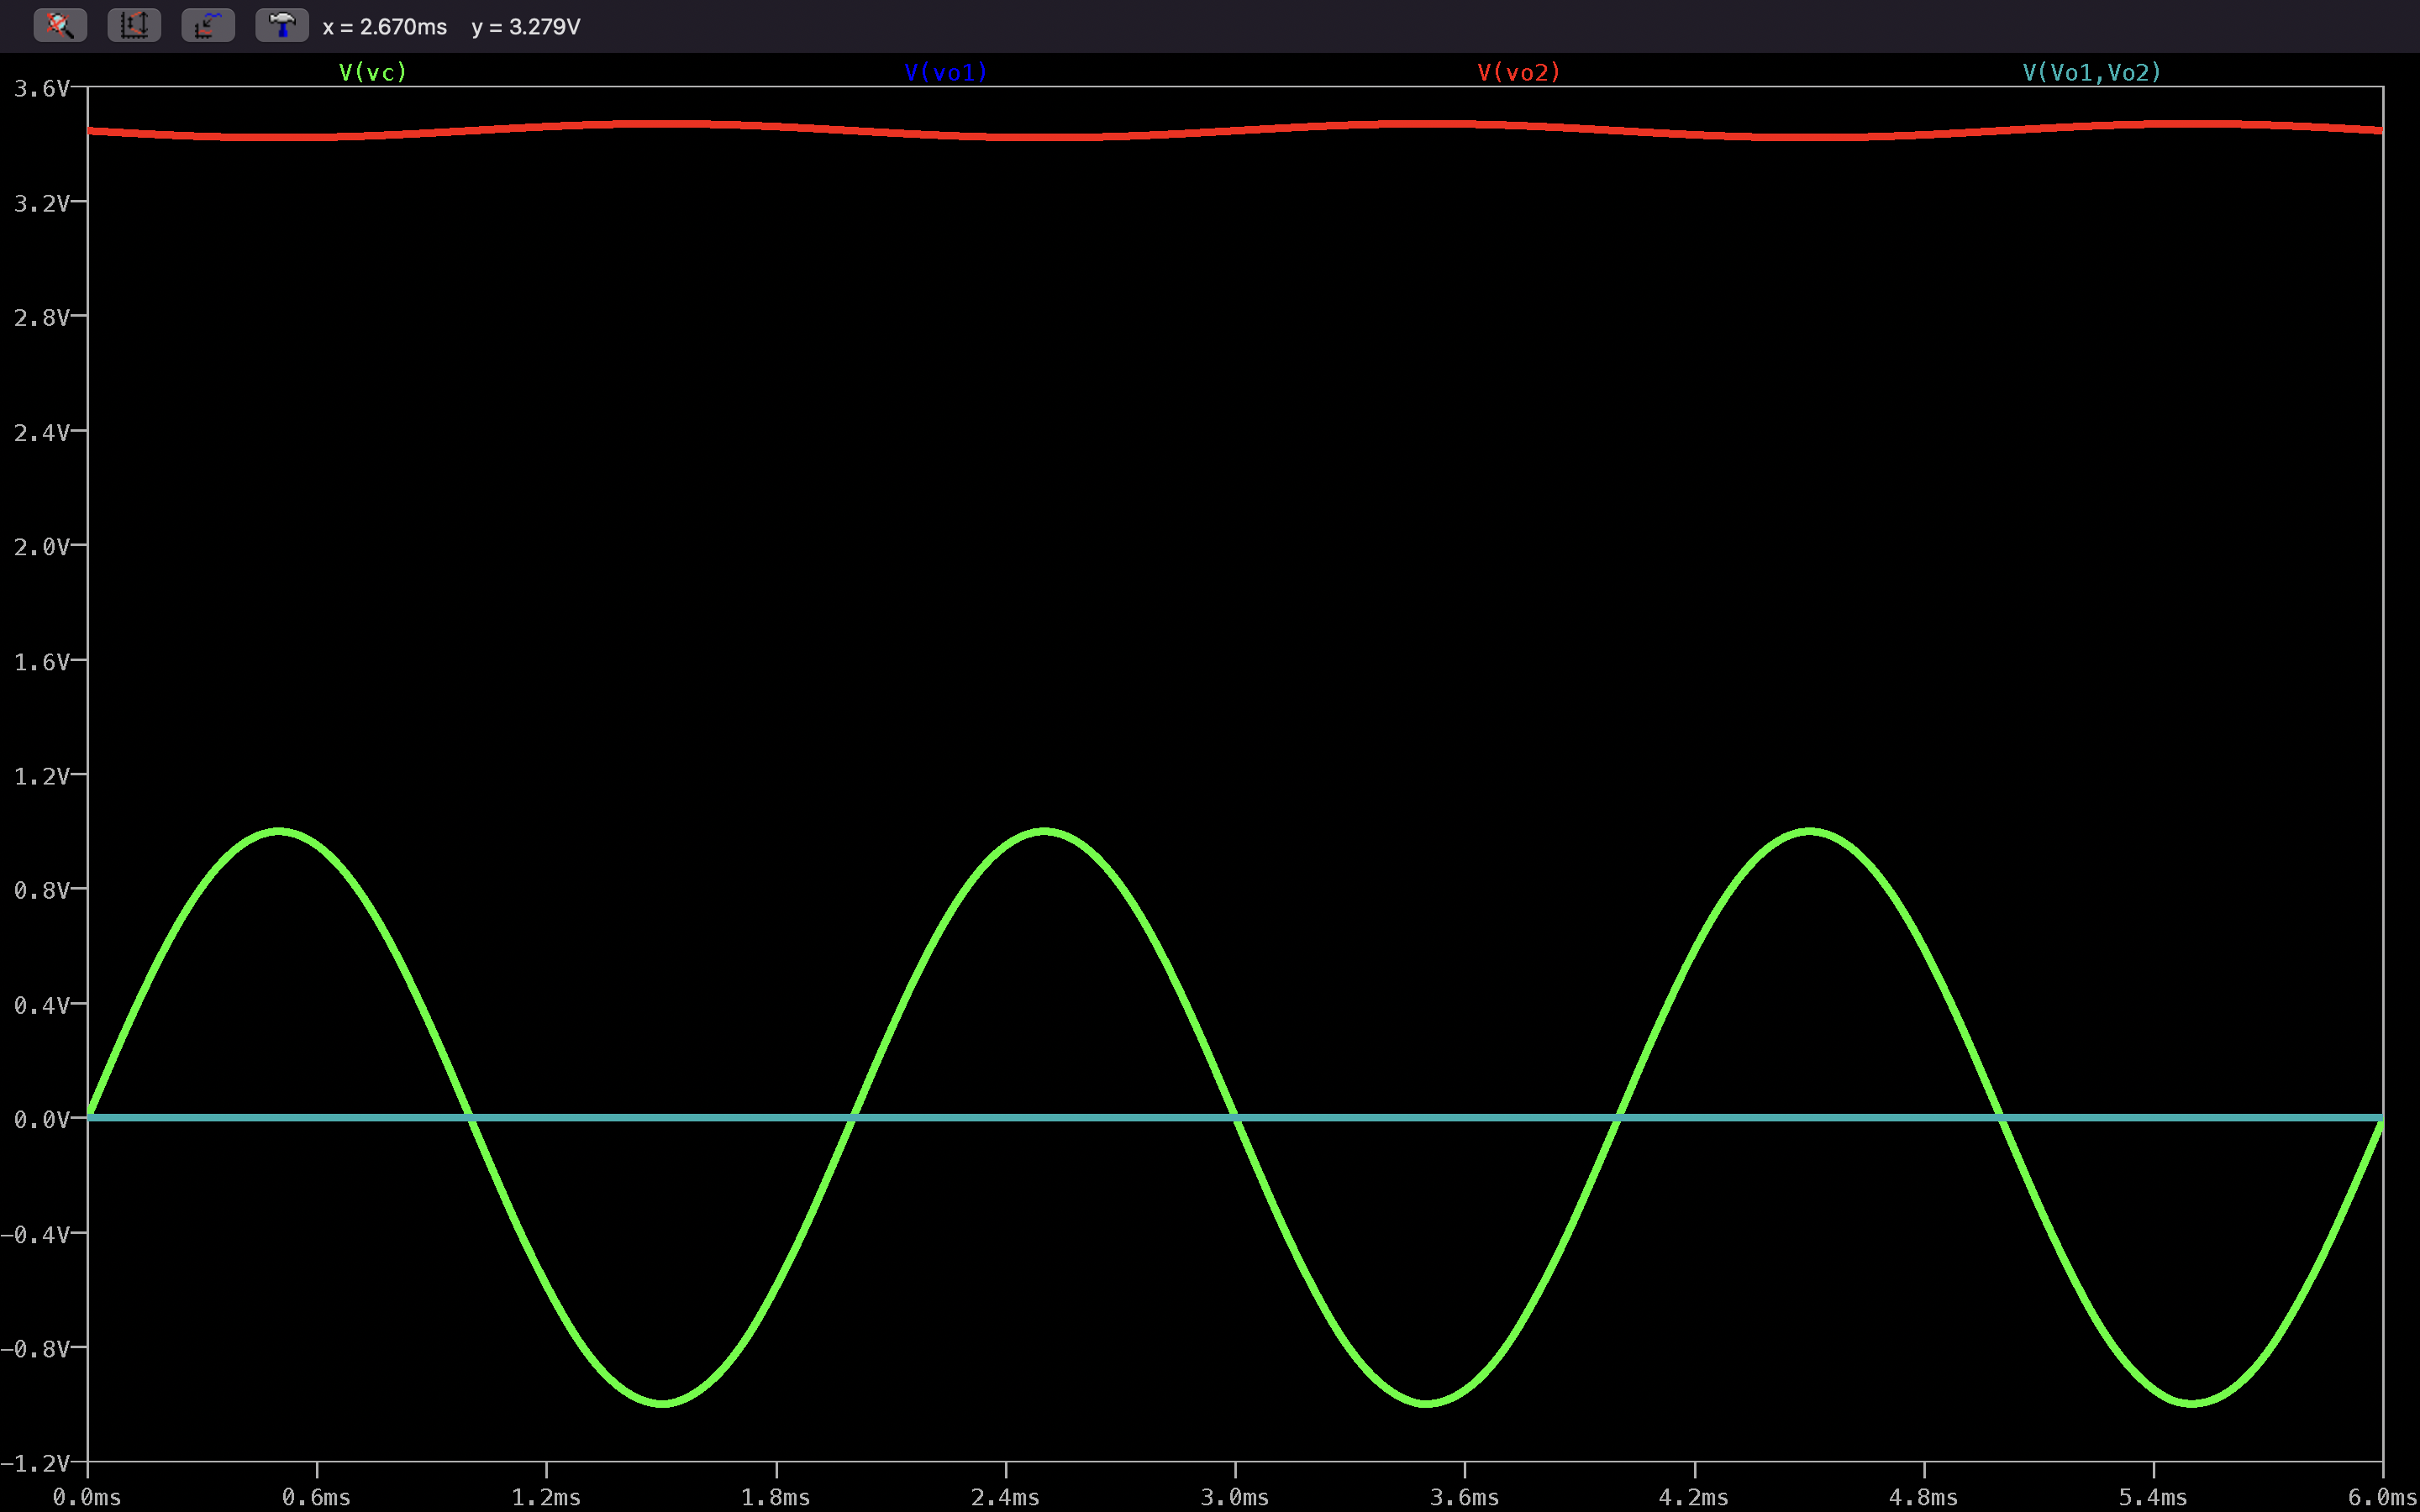 x = 2.670ms y = 3.279V
V(vc) V(vo1) V(vo2) V(Vo1,Vo2)
3.6V
3.2V
2.8V
2.4V
2.0V
1.6V
1.2V
0.8V
0.4V
0.0V
-0.4V
-0.8V
-1.2V
0.0ms 0.6ms 1.2ms 1.8ms 2.4ms 3.0ms 3.6ms 4.2ms 4.8ms 5.4ms 6.0ms